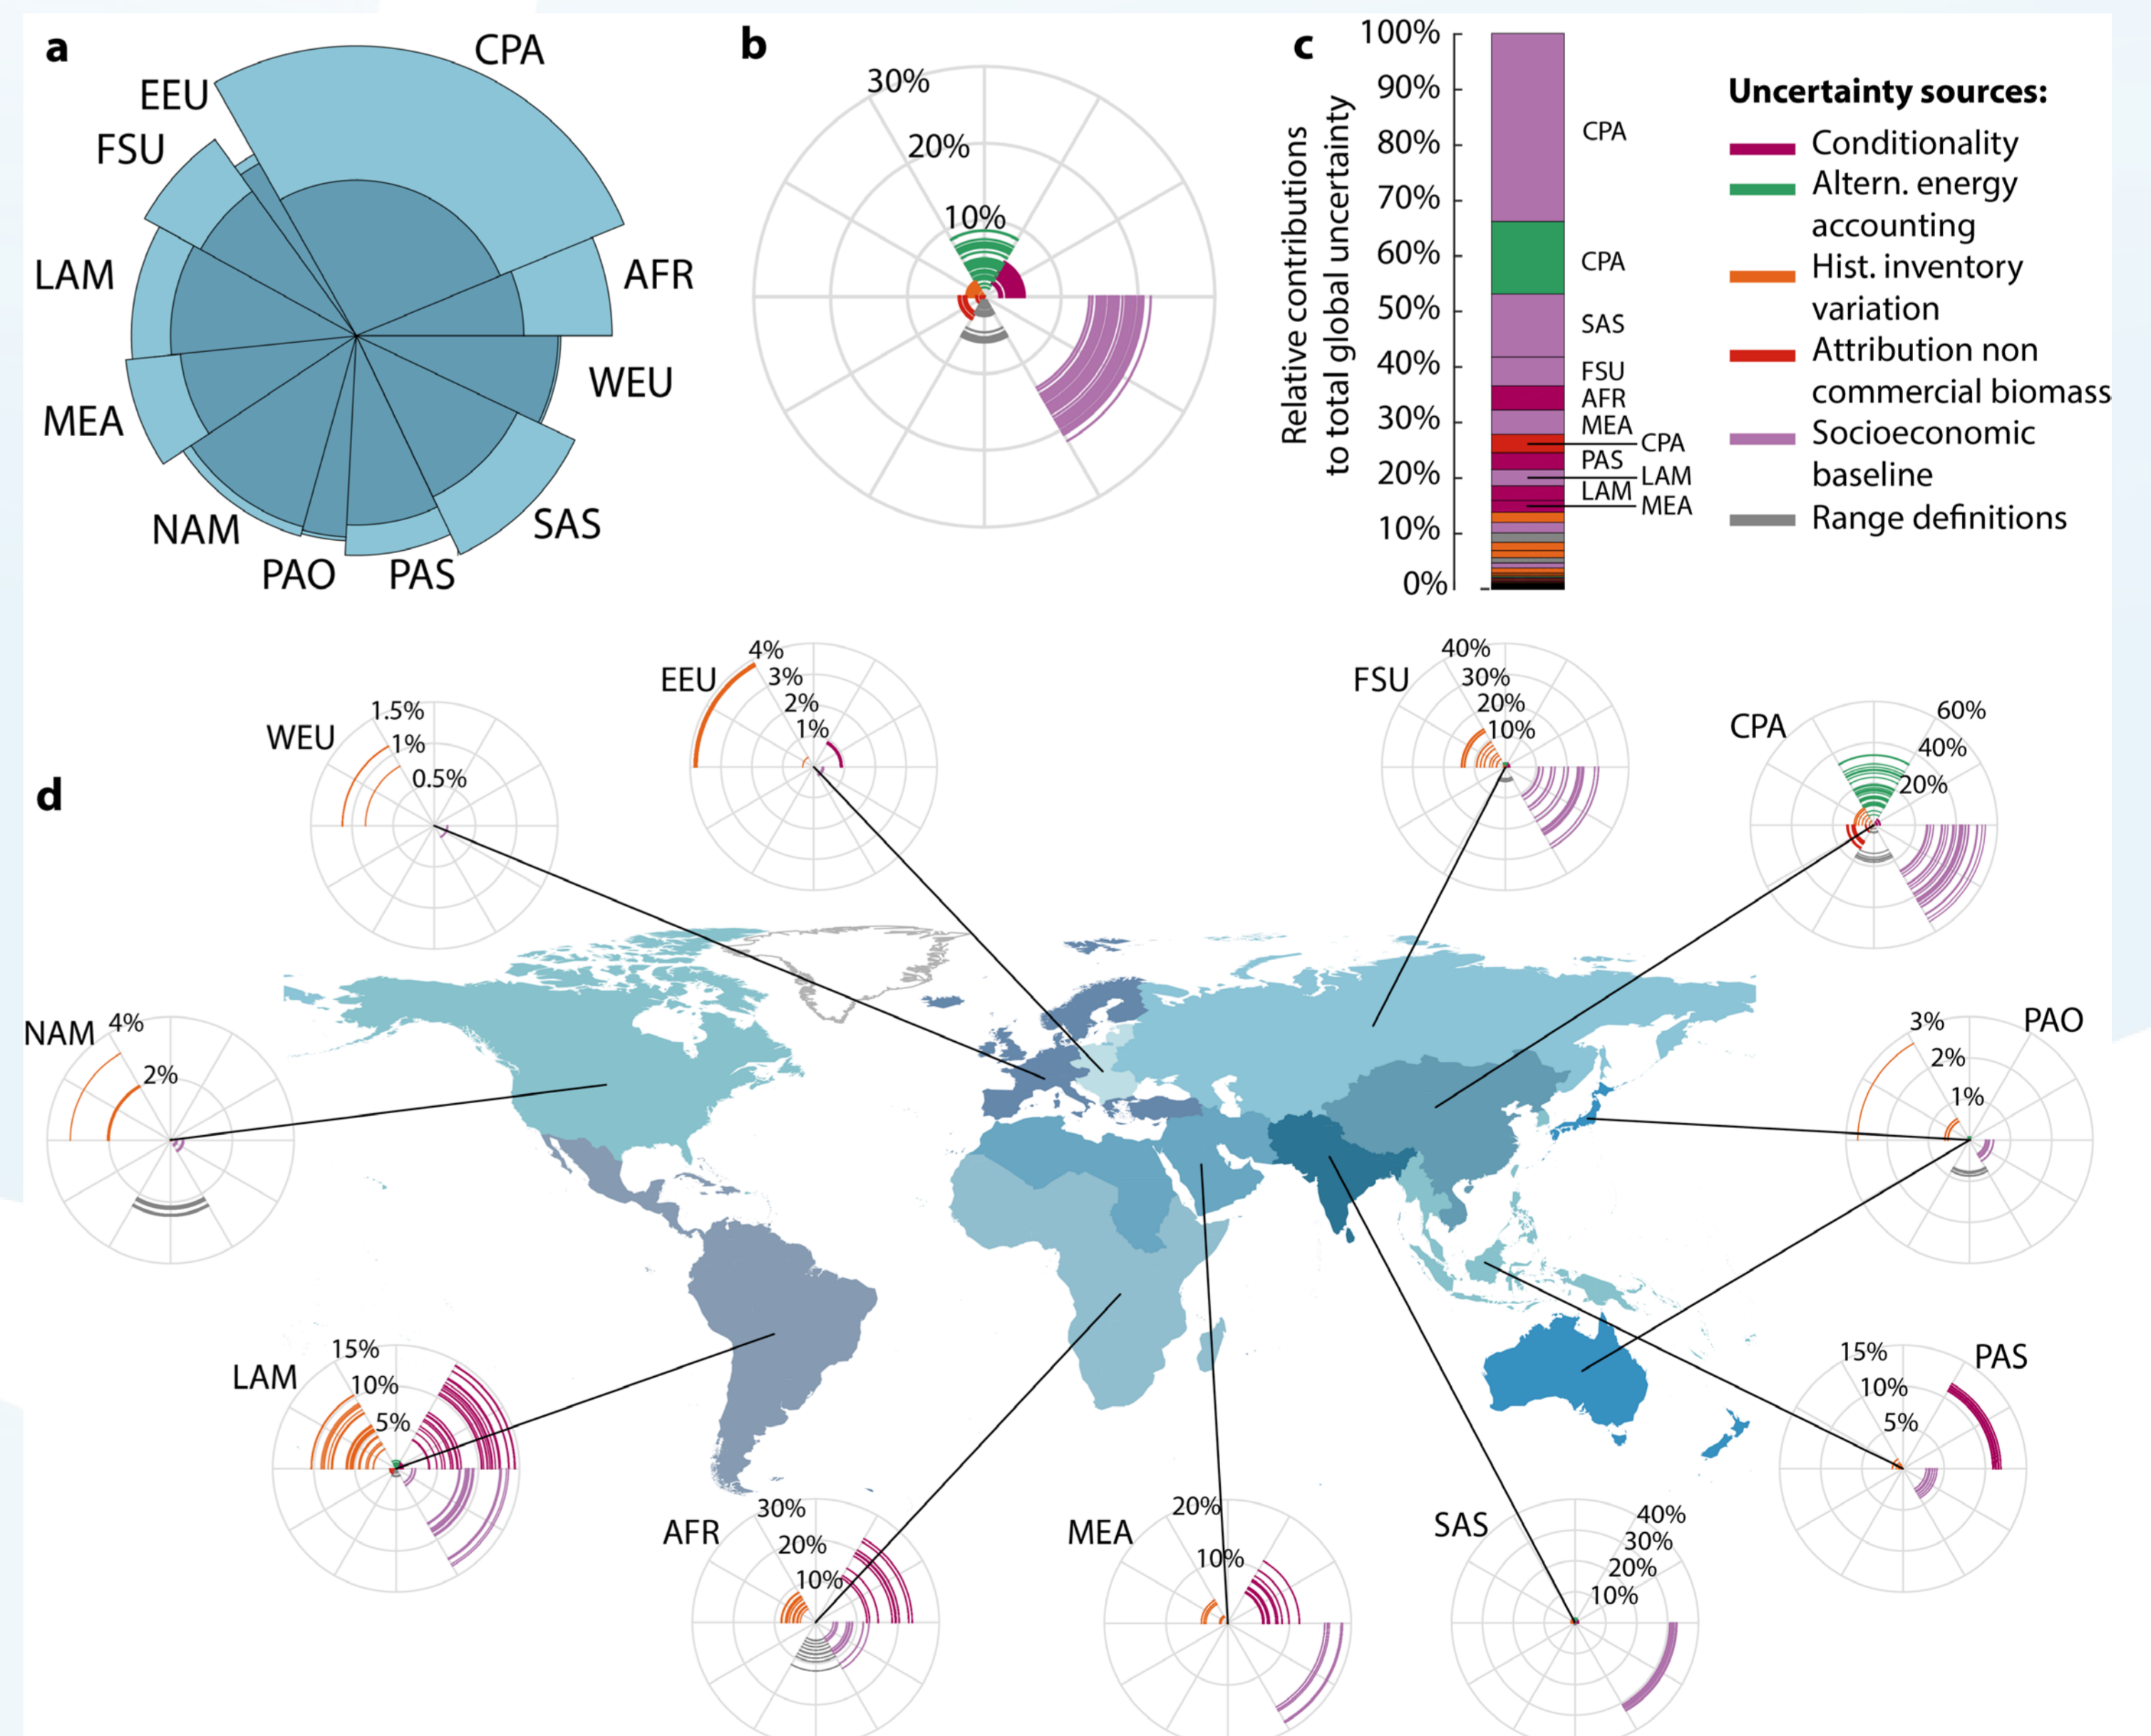 a
CPA
EEU
FSU
LAM
AFR
MEA
WEU
NAM
SAS
PAO
PAS
b
30%
20%
10%
c
Relative contributions
to total global uncertainty
100%
90%
80%
70%
60%
50%
40%
30%
20%
10%
0%
CPA
CPA
SAS
FSU
AFR
MEA
CPA
PAS
LAM
LAM
MEA
Uncertainty sources:
Conditionality
Altern. energy
accounting
Hist. inventory
variation
Attribution non
commercial biomass
Socioeconomic
baseline
Range definitions
d
WEU
1.5%
1%
0.5%
EEU
4%
3%
2%
1%
FSU
40%
30%
20%
10%
CPA
60%
40%
20%
NAM
4%
2%
PAO
3%
2%
1%
LAM
15%
10%
5%
AFR
30%
20%
10%
MEA
20%
10%
SAS
40%
30%
20%
10%
PAS
15%
10%
5%